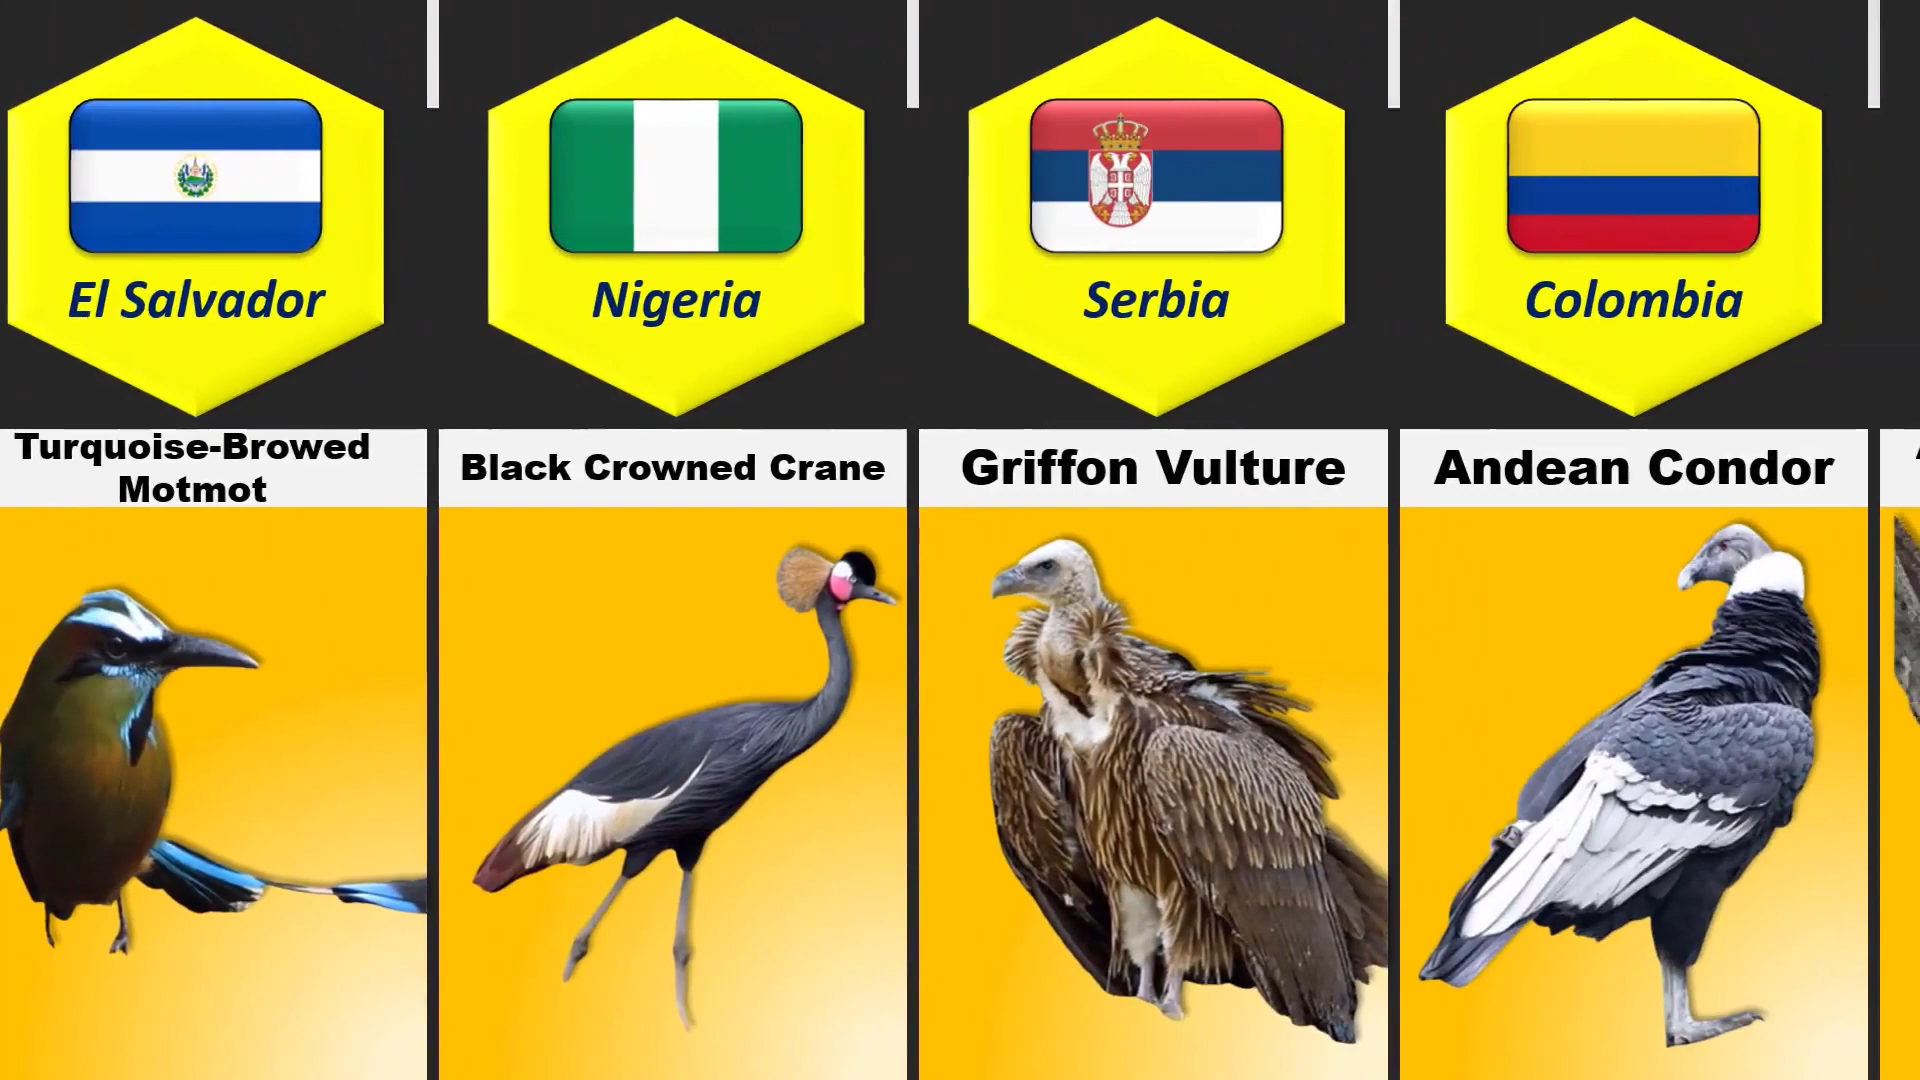 El Salvador
Nigeria
Serbia
Colombia
Turquoise-Browed
Motmot
Black Crowned Crane
Griffon Vulture
Andean Condor